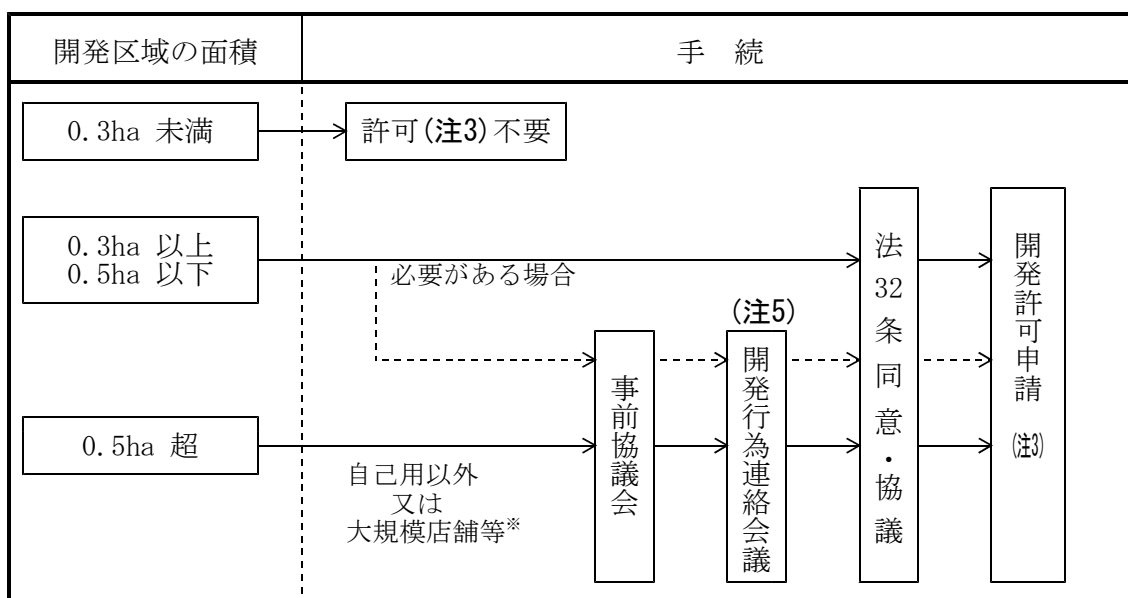 開発区域の面積
手 続
0.3ha 未満
許可(注3)不要
0.3ha 以上
0.5ha 以下
必要がある場合
0.5ha 超
自己用以外
又は
大規模店舗等※
事前協議会
(注5)
開発行為連絡会議
法32条同意・協議
開発許可申請(注3)